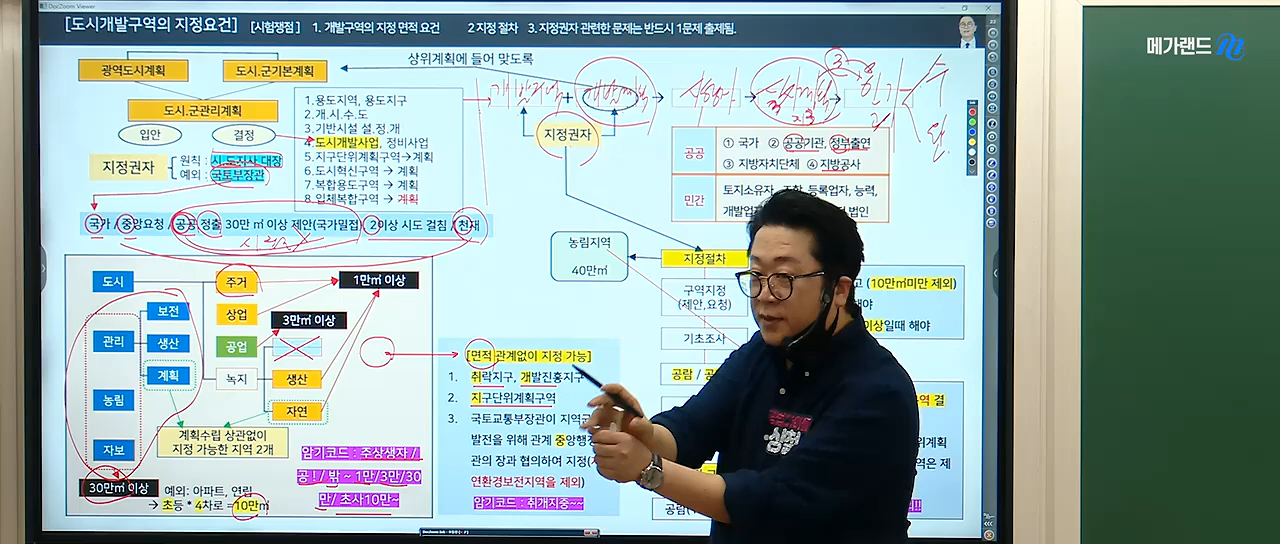 DocZoom Viewer
[도시개발구역의 지정요건] [시험쟁점] 1. 개발구역의 지정 면적 요건 2 지정 절차 3. 지정권자 관련한 문제는 반드시 1문제 출제됨.
메가랜드
상위계획에 들어 맞도록
광역도시계획
도시.군기본계획
도시.군관리계획
입안
결정
지정권자
원칙 : 시.도지사 대장
예외 : 국토부장관
1.용도지역, 용도지구
2.개.시.수.도
3.기반시설 설.정.개
4.도시개발사업, 정비사업
5.지구단위계획구역→계획
6.도시혁신구역 → 계획
7.복합용도구역 → 계획
8.입체복합구역 → 계획
+
지정권자
공공
① 국가 ② 공공기관, 정부출연
③ 지방자치단체 ④ 지방공사
민간
토지소유자, 조합, 등록업자, 능력,
법인
국가 / 중앙요청 / 공공.정출 30만㎡이상 제안(국가밀접) 2이상 시도 걸침 / 천재
농림지역
40만㎡
지정절차
구역지정
(제안,요청)
기초조사
(10만㎡미만 제외)
이상일때 해야
도시
관리
농림
자보
보전
생산
계획
주거
상업
공업
녹지
생산
자연
1만㎡ 이상
3만㎡ 이상
계획수립 상관없이
지정 가능한 지역 2개
30만㎡ 이상
예외: 아파트, 연립
→ 초등 * 4차로 =10만㎡
암기코드 : 주상생자 /
공! / 밖 ~ 1만/3만/30
만/ 초사10만~
[면적 관계없이 지정 가능]
1. 취락지구, 개발진흥지구
2. 지구단위계획구역
3. 국토교통부장관이 지역균
발전을 위해 관계 중앙행정
관의 장과 협의하여 지정(
연환경보전지역을 제외)
암기코드 : 취개지중~~